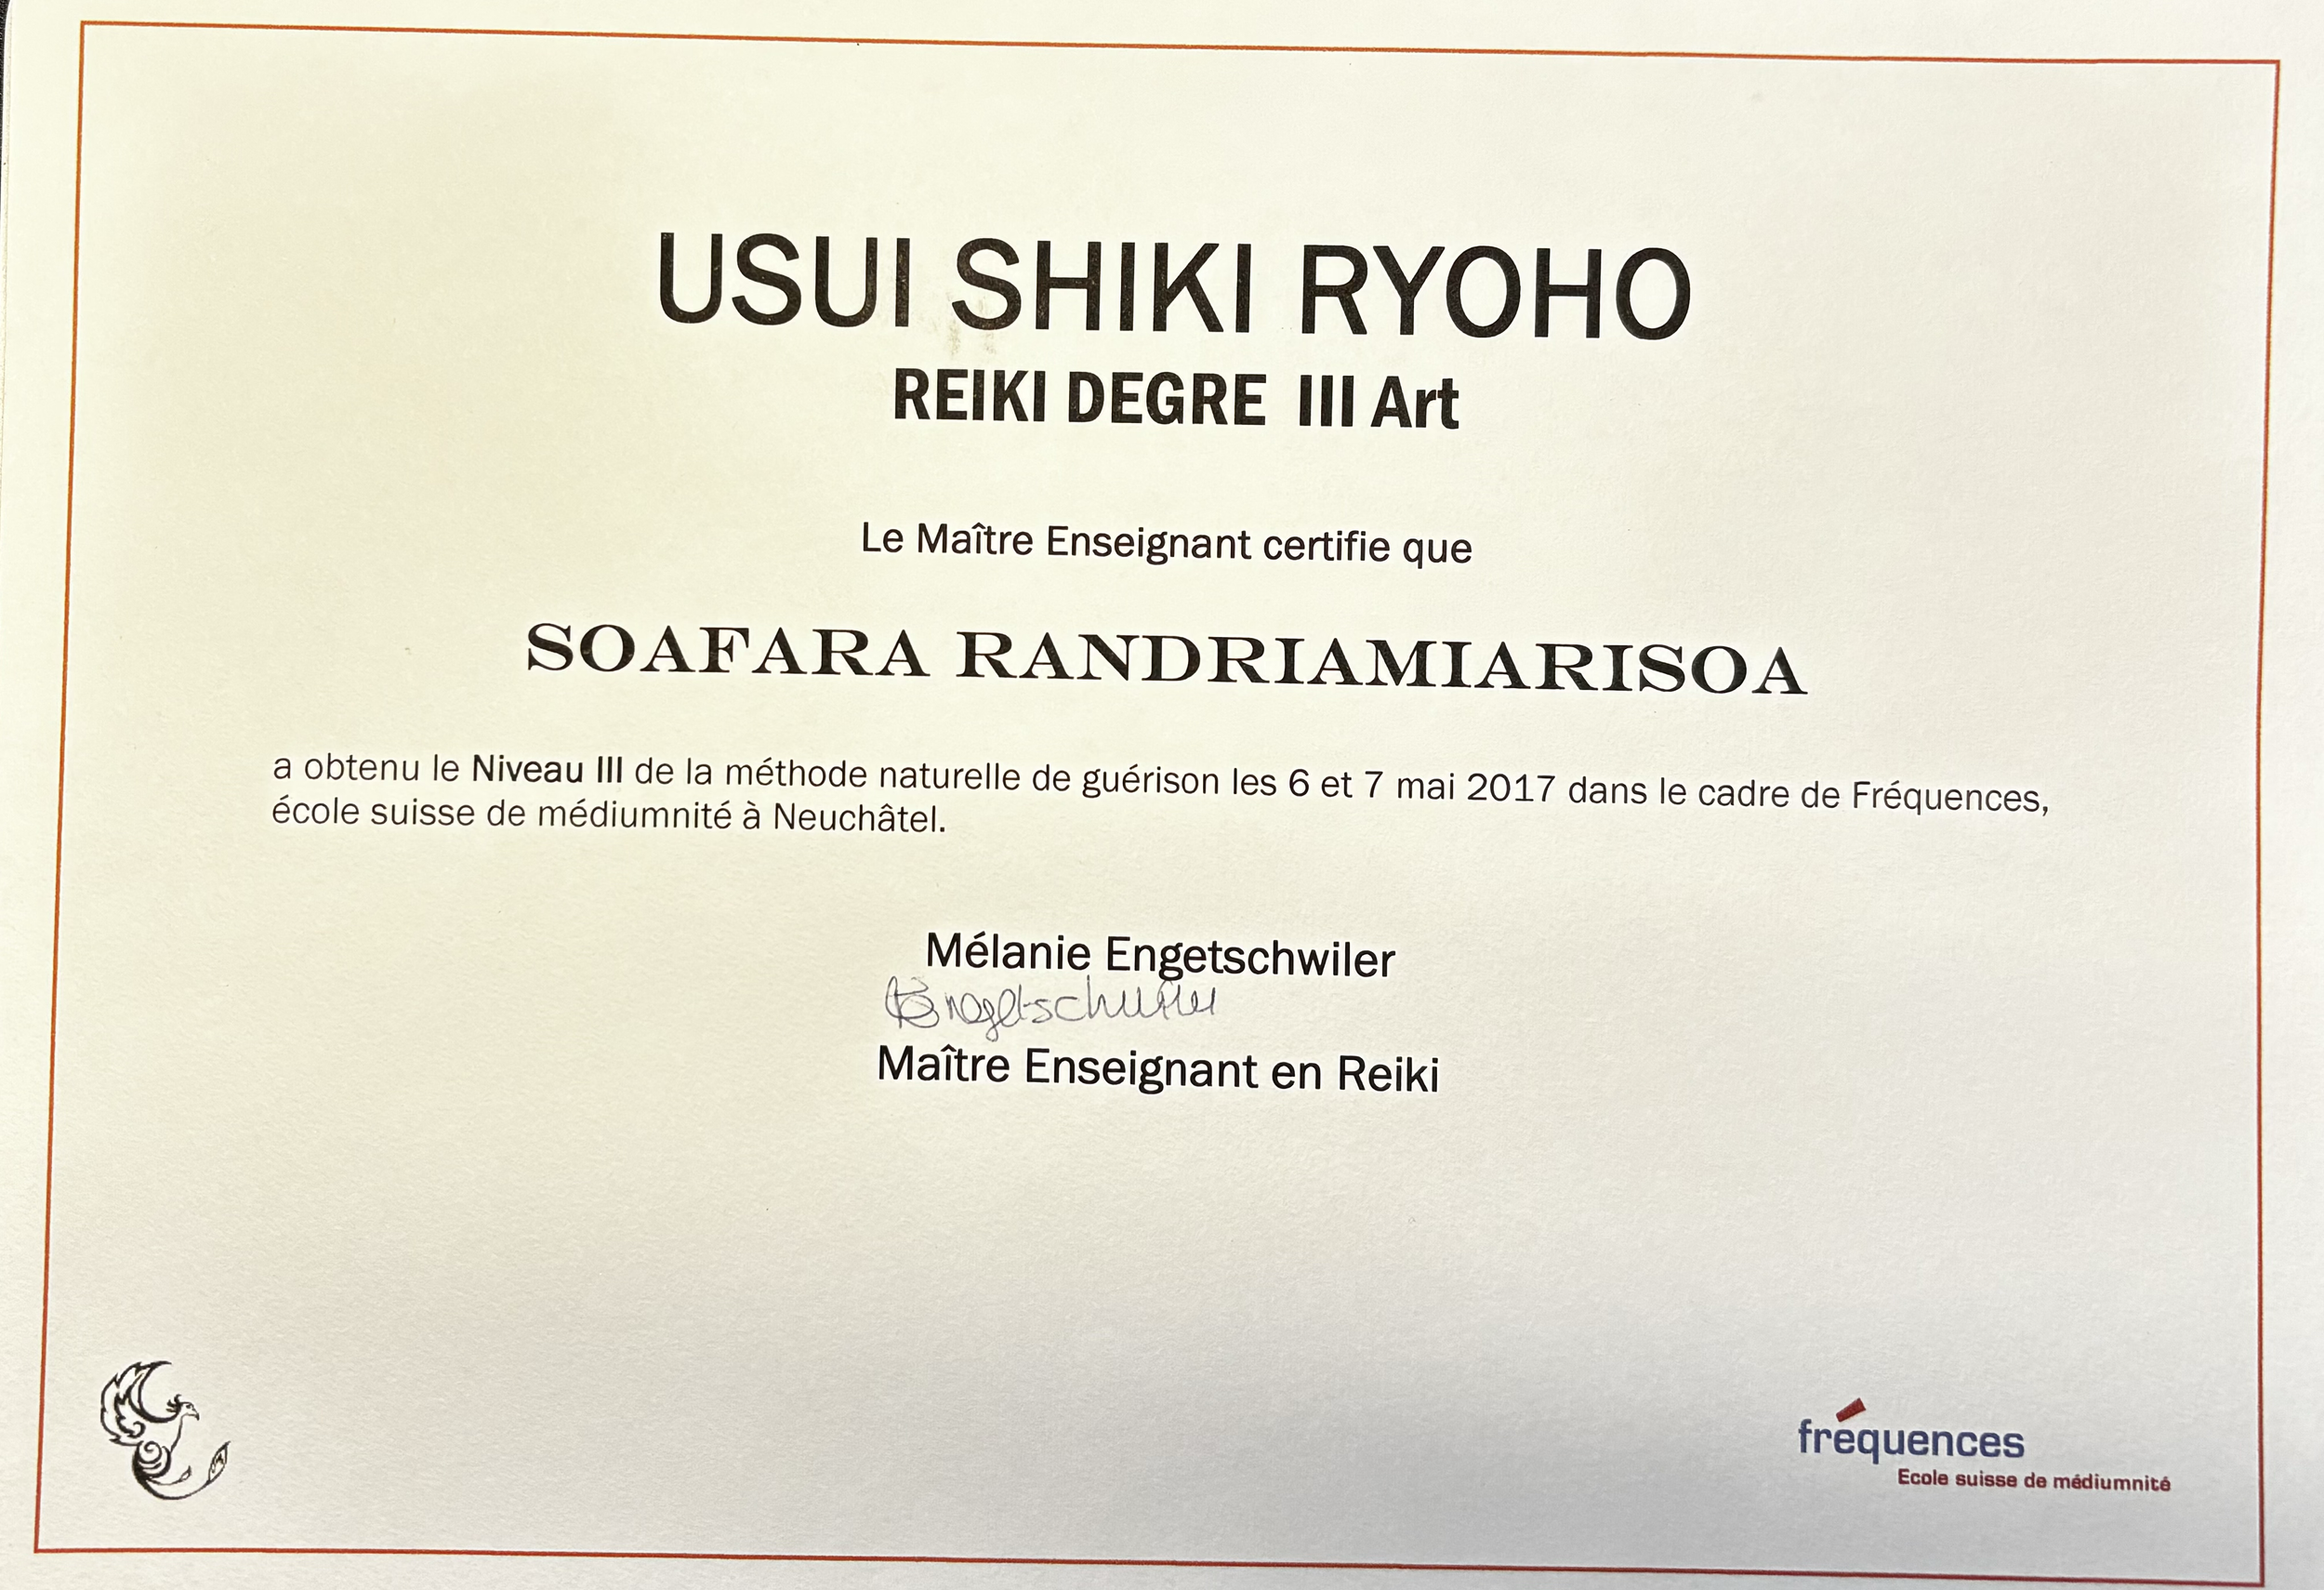 USUI SHIKI RYOHO
REIKI DEGRE III Art
Le Maître Enseignant certifie que
SOAFARA RANDRIAMIARISOA
a obtenu le Niveau III de la méthode naturelle de guérison les 6 et 7 mai 2017 dans le cadre de Fréquences,
école suisse de médiumnité à Neuchâtel.
Mélanie Engetschwiler
Engetschwiler
Maître Enseignant en Reiki
fréquences
Ecole suisse de médiumnité